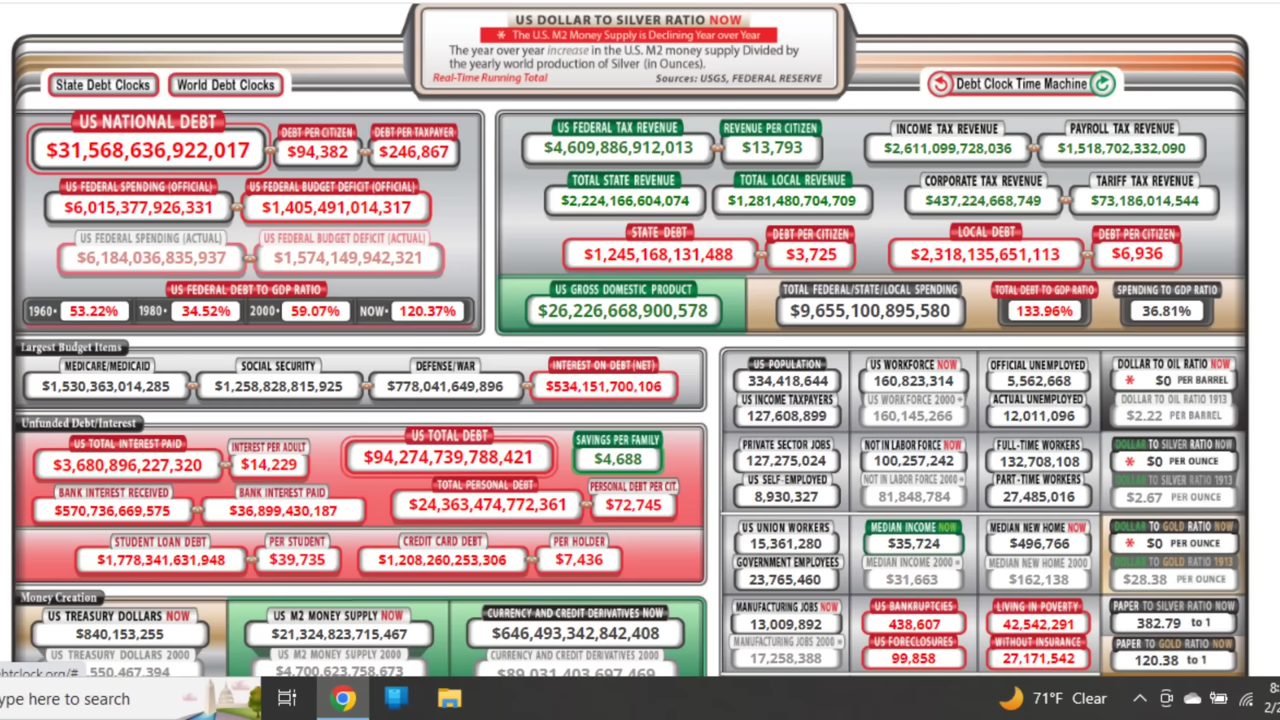 US DOLLAR TO SILVER RATIO NOW
* The U.S. M2 Money Supply is Declining Year over Year
The year over year increase in the U.S. M2 money supply Divided by
the yearly world production of Silver (in Ounces).
Real-Time Running Total Sources: USGS, FEDERAL RESERVE
State Debt Clocks World Debt Clocks Debt Clock Time Machine
US NATIONAL DEBT
$31,568,636,922,017
DEBT PER CITIZEN
$94,382
DEBT PER TAXPAYER
$246,867
US FEDERAL SPENDING (OFFICIAL)
$6,015,377,926,331
US FEDERAL BUDGET DEFICIT (OFFICIAL)
$1,405,491,014,317
US FEDERAL SPENDING (ACTUAL)
$6,184,036,835,937
US FEDERAL BUDGET DEFICIT (ACTUAL)
$1,574,149,942,321
US FEDERAL DEBT TO GDP RATIO
1960• 53.22% 1980• 34.52% 2000• 59.07% NOW• 120.37%
US FEDERAL TAX REVENUE
$4,609,886,912,013
REVENUE PER CITIZEN
$13,793
INCOME TAX REVENUE
$2,611,099,728,036
PAYROLL TAX REVENUE
$1,518,702,332,090
TOTAL STATE REVENUE
$2,224,166,604,074
TOTAL LOCAL REVENUE
$1,281,480,704,709
CORPORATE TAX REVENUE
$437,224,668,749
TARIFF TAX REVENUE
$73,186,014,544
STATE DEBT
$1,245,168,131,488
DEBT PER CITIZEN
$3,725
LOCAL DEBT
$2,318,135,651,113
DEBT PER CITIZEN
$6,936
US GROSS DOMESTIC PRODUCT
$26,226,668,900,578
TOTAL FEDERAL/STATE/LOCAL SPENDING
$9,655,100,895,580
TOTAL DEBT TO GDP RATIO
133.96%
SPENDING TO GDP RATIO
36.81%
Largest Budget Items
MEDICARE/MEDICAID
$1,530,363,014,285
SOCIAL SECURITY
$1,258,828,815,925
DEFENSE/WAR
$778,041,649,896
INTEREST ON DEBT (NET)
$534,151,700,106
Unfunded Debt/Interest
US TOTAL INTEREST PAID
$3,680,896,227,320
INTEREST PER ADULT
$14,229
US TOTAL DEBT
$94,274,739,788,421
SAVINGS PER FAMILY
$4,688
BANK INTEREST RECEIVED
$570,736,669,575
BANK INTEREST PAID
$36,899,430,187
TOTAL PERSONAL DEBT
$24,363,474,772,361
PERSONAL DEBT PER CIT.
$72,745
STUDENT LOAN DEBT
$1,778,341,631,948
PER STUDENT
$39,735
CREDIT CARD DEBT
$1,208,260,253,306
PER HOLDER
$7,436
Money Creation
US TREASURY DOLLARS NOW
$840,153,255
US TREASURY DOLLARS 2000
550,467,394
US M2 MONEY SUPPLY NOW
$21,324,823,715,467
US M2 MONEY SUPPLY 2000
$4,700,623,758,673
CURRENCY AND CREDIT DERIVATIVES NOW
$646,493,342,842,408
CURRENCY AND CREDIT DERIVATIVES 2000
$89,031,403,697,469
US POPULATION
334,418,644
US INCOME TAXPAYERS
127,608,899
US WORKFORCE NOW
160,823,314
US WORKFORCE 2000
160,145,266
OFFICIAL UNEMPLOYED
5,562,668
ACTUAL UNEMPLOYED
12,011,096
DOLLAR TO OIL RATIO NOW
* $0 PER BARREL
DOLLAR TO OIL RATIO 1913
$2.22 PER BARREL
PRIVATE SECTOR JOBS
127,275,024
US SELF-EMPLOYED
8,930,327
NOT IN LABOR FORCE NOW
100,257,242
NOT IN LABOR FORCE 2000
81,848,784
FULL-TIME WORKERS
132,708,108
PART-TIME WORKERS
27,485,016
DOLLAR TO SILVER RATIO NOW
* $0 PER OUNCE
DOLLAR TO SILVER RATIO 1913
$2.67 PER OUNCE
US UNION WORKERS
15,361,280
GOVERNMENT EMPLOYEES
23,765,460
MEDIAN INCOME NOW
$35,724
MEDIAN INCOME 2000
$31,663
MEDIAN NEW HOME NOW
$496,766
MEDIAN NEW HOME 2000
$162,138
DOLLAR TO GOLD RATIO NOW
* $0 PER OUNCE
DOLLAR TO GOLD RATIO 1913
$28.38 PER OUNCE
MANUFACTURING JOBS NOW
13,009,892
MANUFACTURING JOBS 2000
17,258,388
US BANKRUPTCIES
438,607
US FORECLOSURES
99,858
LIVING IN POVERTY
42,542,291
WITHOUT INSURANCE
27,171,542
PAPER TO SILVER RATIO NOW
382.79 to 1
PAPER TO GOLD RATIO NOW
120.38 to 1
ype here to search
71°F Clear